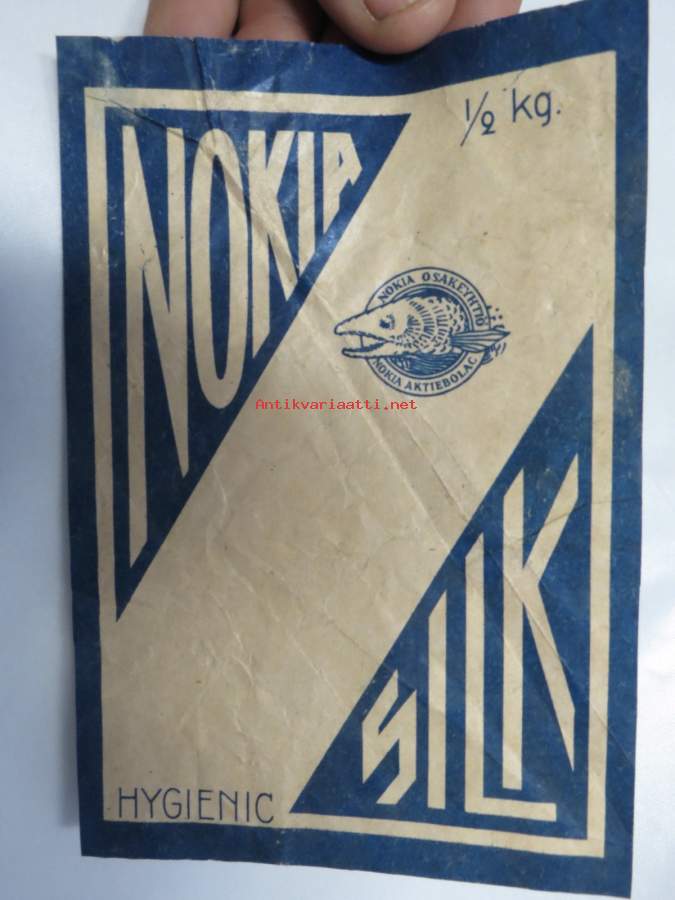 ½ kg.
NOKIA
NOKIA OSAKEYHTIÖ
NOKIA AKTIEBOLAG
Antikvariaatti.net
SILK
HYGIENIC